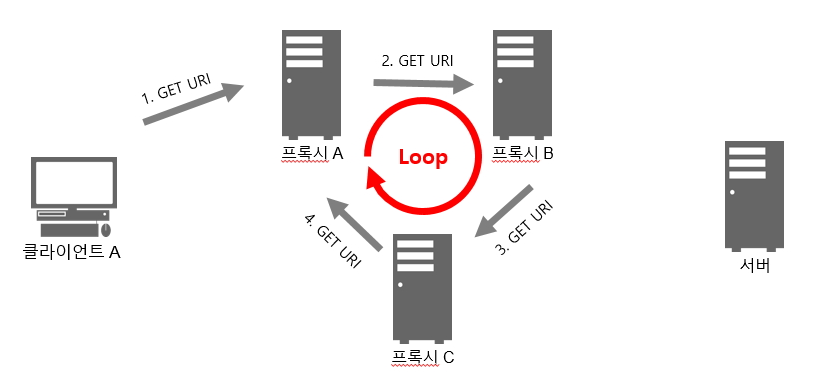 1. GET URI
2. GET URI
프록시 A
프록시 B
Loop
클라이언트 A
4. GET URI
3. GET URI
서버
프록시 C